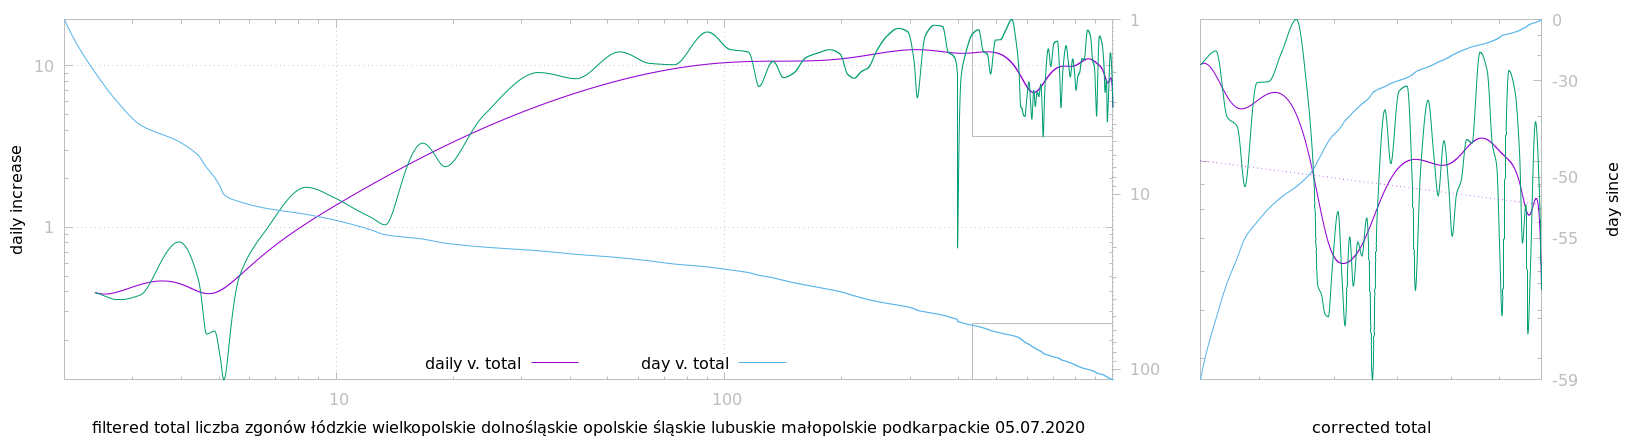 daily increase
10
1
10
100
1
10
100
daily v. total
day v. total
filtered total liczba zgonów łódzkie wielkopolskie dolnośląskie opolskie śląskie lubuskie małopolskie podkarpackie 05.07.2020
0
-30
-50
-55
-59
day since
corrected total